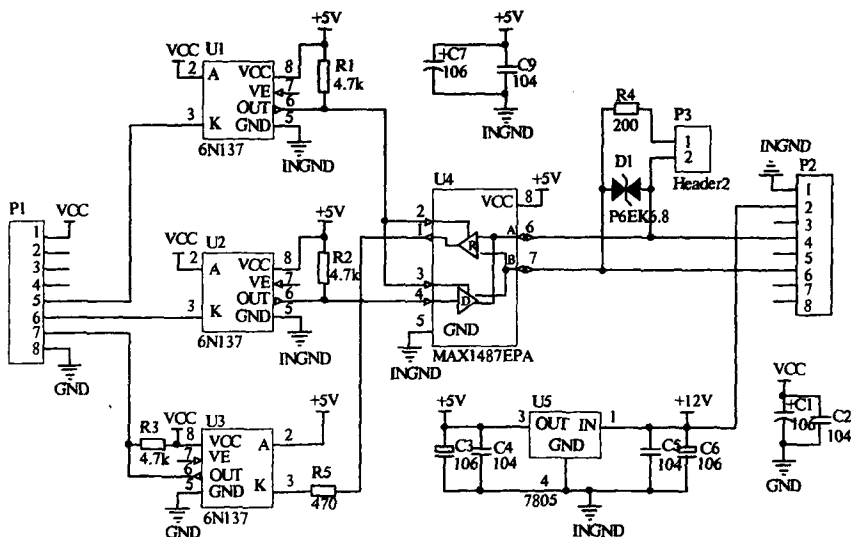 +5V
VCC
U1
2
A
VCC
8
VE
7
OUT
6
GND
5
3
K
6N137
R1
4.7k
INGND
+5V
+C7
106
C9
104
INGND
R4
200
P3
1
2
Header2
D1
P6EK6.8
INGND
P2
1
2
3
4
5
6
7
8
P1
1
2
3
4
5
6
7
8
VCC
GND
VCC
U2
2
A
VCC
8
VE
7
OUT
6
GND
5
3
K
6N137
+5V
R2
4.7k
INGND
U4
VCC
8
+5V
2
1
R
A
6
B
7
3
4
D
GND
5
MAX1487EPA
INGND
R3
4.7k
VCC
U3
8
VCC
A
2
+5V
7
VE
6
OUT
5
GND
K
3
6N137
GND
R5
470
+5V
U5
3
OUT
IN
1
GND
+12V
C3
106
C4
104
4
7805
C5
104
C6
106
INGND
VCC
+C1
106
C2
104
GND